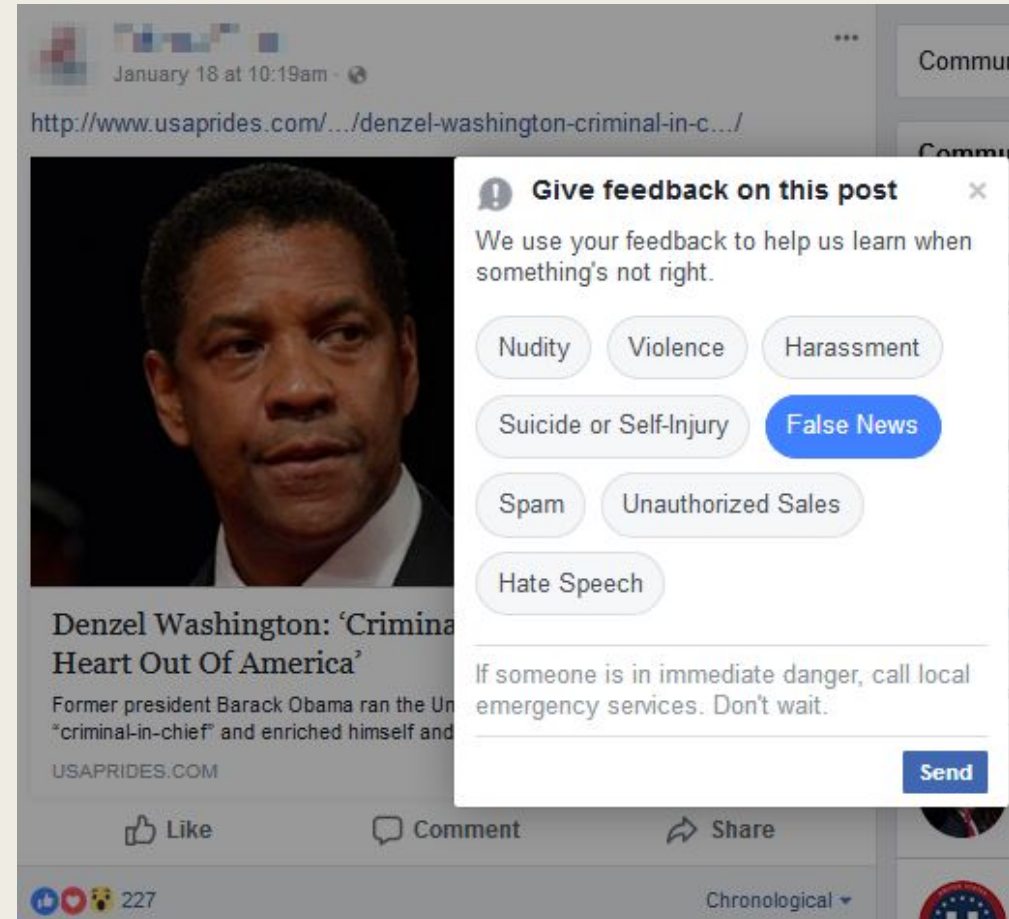 January 18 at 10:19am
http://www.usaprides.com/.../denzel-washington-criminal-in-c.../
Give feedback on this post
We use your feedback to help us learn when
something's not right.
Nudity Violence Harassment
Suicide or Self-Injury False News
Spam Unauthorized Sales
Hate Speech
If someone is in immediate danger, call local
emergency services. Don't wait.
Send
Denzel Washington: ‘Crimina
Heart Out Of America’
Former president Barack Obama ran the Un
“criminal-in-chief” and enriched himself and
USAPRIDES.COM
Like Comment Share
227 Chronological
Commun
Commu